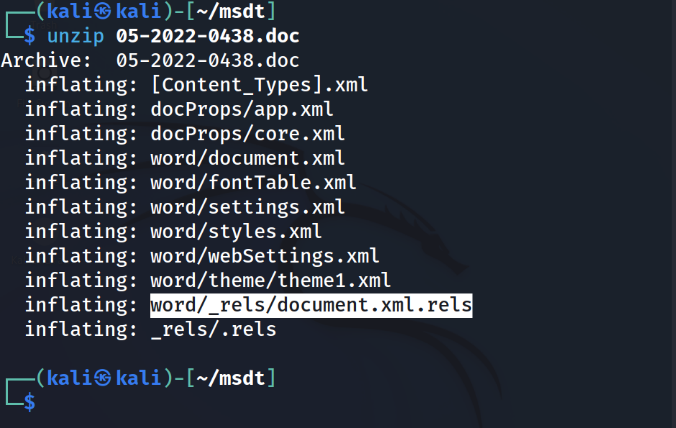 ┌──(kali㉿kali)-[~/msdt]
└─$ unzip 05-2022-0438.doc
Archive:  05-2022-0438.doc
  inflating: [Content_Types].xml
  inflating: docProps/app.xml
  inflating: docProps/core.xml
  inflating: word/document.xml
  inflating: word/fontTable.xml
  inflating: word/settings.xml
  inflating: word/styles.xml
  inflating: word/webSettings.xml
  inflating: word/theme/theme1.xml
  inflating: word/_rels/document.xml.rels
  inflating: _rels/.rels
┌──(kali㉿kali)-[~/msdt]
└─$